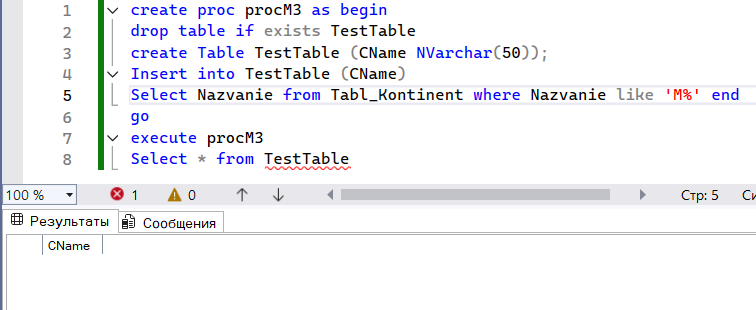 1 create proc procM3 as begin
2 drop table if exists TestTable
3 create Table TestTable (CName NVarchar(50));
4 Insert into TestTable (CName)
5 Select Nazvanie from Tabl_Kontinent where Nazvanie like 'M%' end
6 go
7 execute procM3
8 Select * from TestTable
100 % 1 0 Стр: 5 Си
Результаты Сообщения
CName